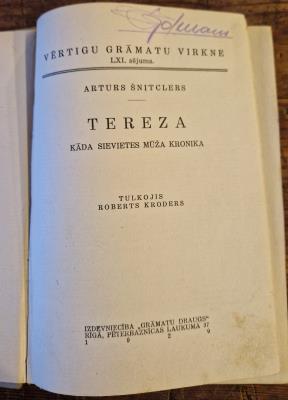 VĒRTIGU GRĀMATU VIRKNE
LXI. sējums.
ARTURS ŠNITCLERS
TEREZA
KĀDA SIEVIETES MŪŽA KRONIKA
TULKOJIS
ROBERTS KRODERS
IZDEVNIECĪBA „GRĀMATU DRAUGS"
RĪGĀ, PĒTERBAZNĪCAS LAUKUMĀ 37
1 9 2 9